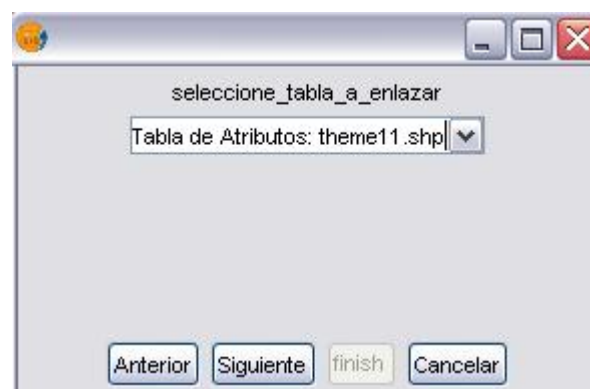 seleccione_tabla_a_enlazar
Tabla de Atributos: theme11.shp
Anterior Siguiente finish Cancelar